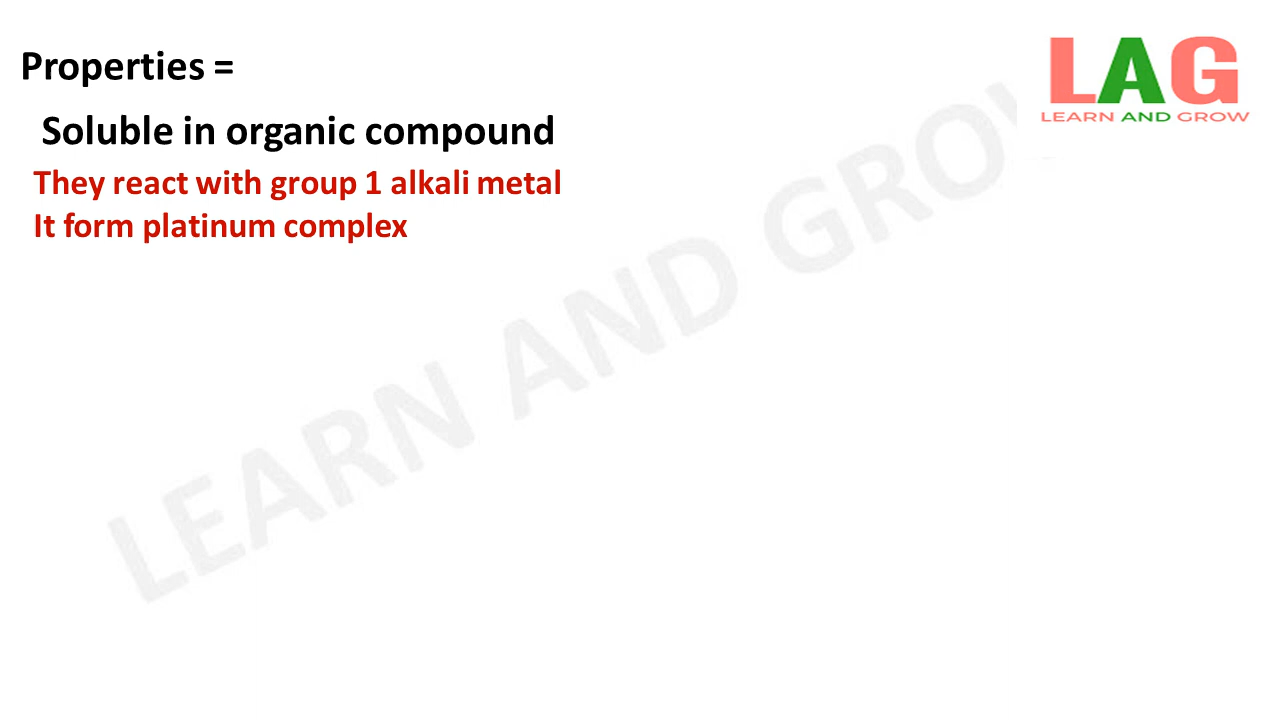 Properties =
Soluble in organic compound
They react with group 1 alkali metal
It form platinum complex
LAG
LEARN AND GROW
LEARN AND GROW